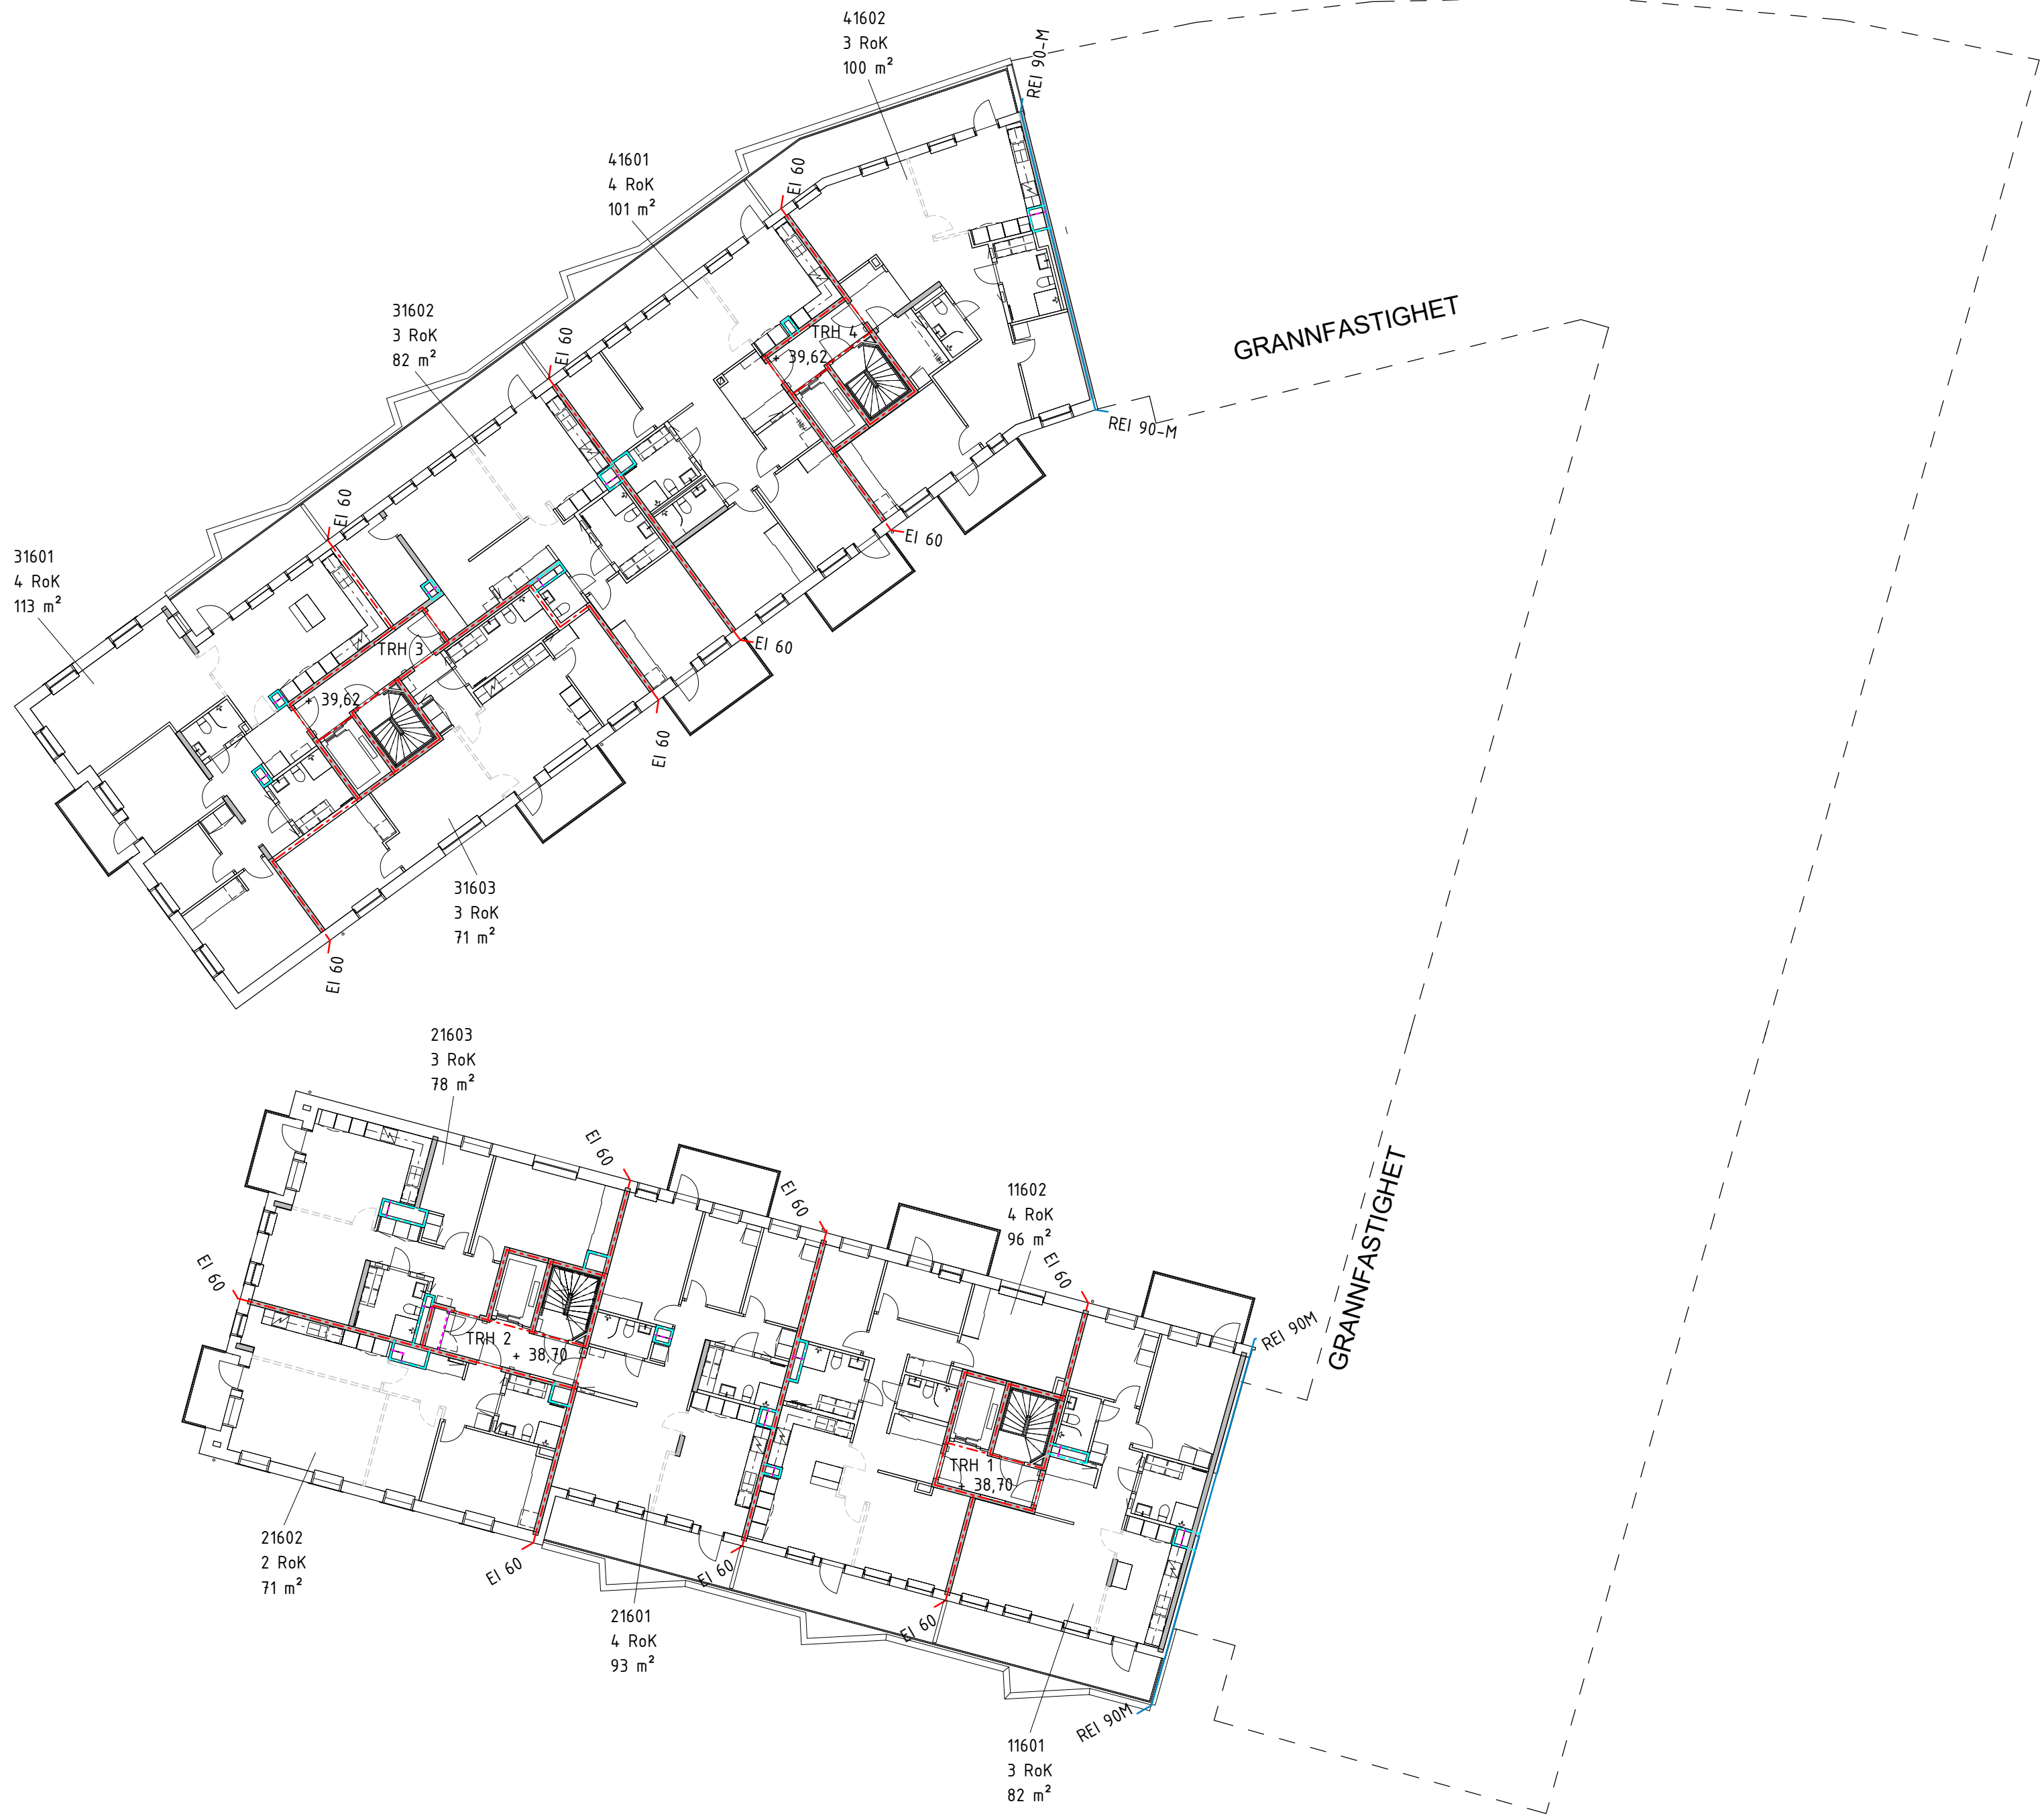 41602
3 RoK
100 m²
REI 90-M
41601
4 RoK
101 m²
EI 60
31602
3 RoK
82 m²
EI 60
TRH 4
+ 39,62
GRANNFASTIGHET
REI 90-M
EI 60
31601
4 RoK
113 m²
EI 60
EI 60
TRH 3
+ 39,62
EI 60
31603
3 RoK
71 m²
EI 60
21603
3 RoK
78 m²
EI 60
EI 60
11602
4 RoK
96 m²
EI 60
EI 60
GRANNFASTIGHET
REI 90M
TRH 2
+ 38,70
TRH 1
+ 38,70
21602
2 RoK
71 m²
EI 60
EI 60
21601
4 RoK
93 m²
EI 60
REI 90M
11601
3 RoK
82 m²